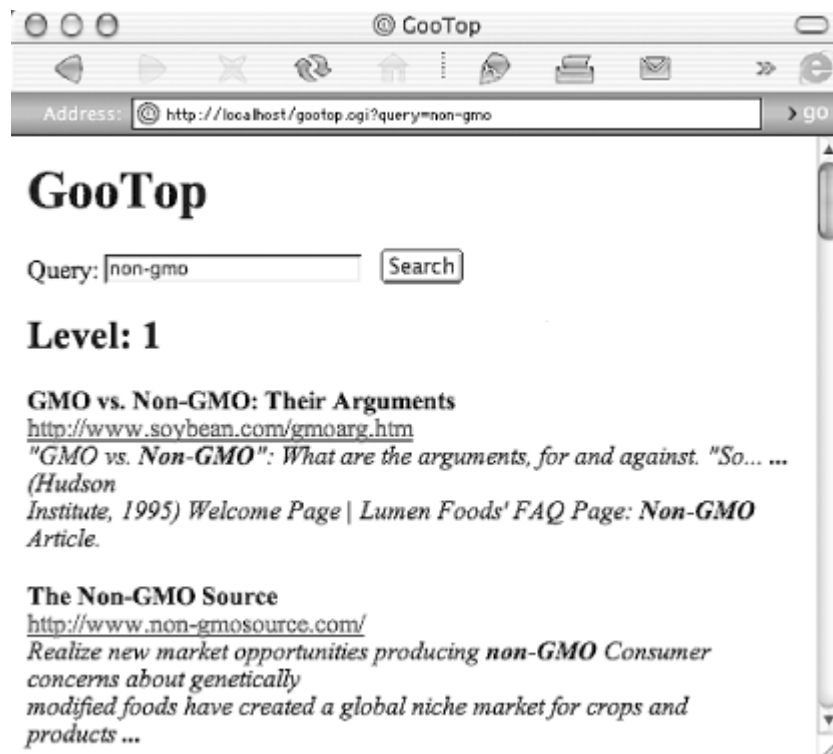 GooTop
Address: http://localhost/gootop.cgi?query=non-gmo
go
GooTop
Query: non-gmo Search
Level: 1
GMO vs. Non-GMO: Their Arguments
http://www.soybean.com/gmoarg.htm
"GMO vs. Non-GMO": What are the arguments, for and against. "So... ...
(Hudson
Institute, 1995) Welcome Page | Lumen Foods' FAQ Page: Non-GMO
Article.
The Non-GMO Source
http://www.non-gmosource.com/
Realize new market opportunities producing non-GMO Consumer
concerns about genetically
modified foods have created a global niche market for crops and
products ...